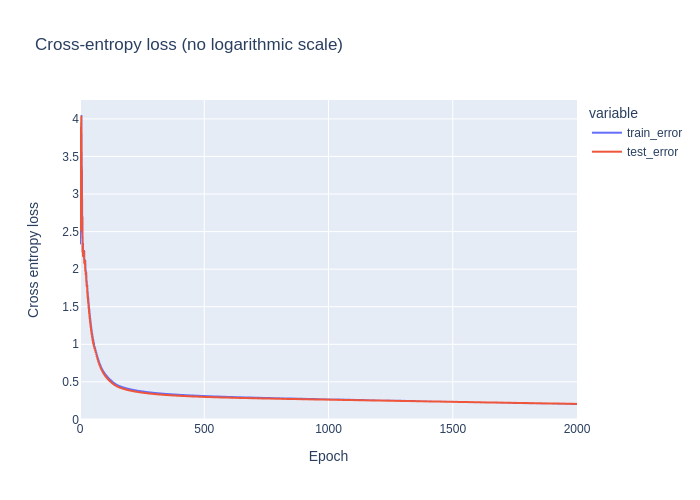 Cross-entropy loss (no logarithmic scale)
variable
train_error
test_error
Cross entropy loss
4
3.5
3
2.5
2
1.5
1
0.5
0
0 500 1000 1500 2000
Epoch